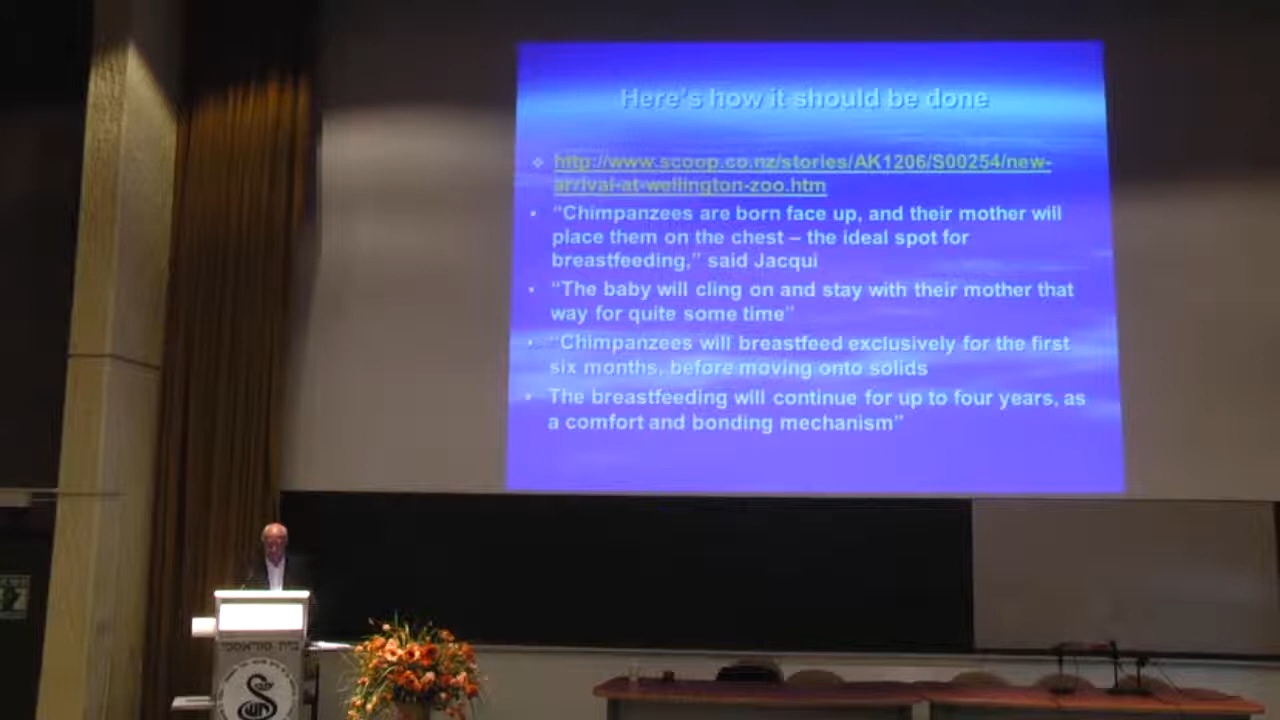 Here's how it should be done
http://www.scoop.co.nz/stories/AK1206/S00254/new-
arrival-at-wellington-zoo.htm
"Chimpanzees are born face up, and their mother will
place them on the chest – the ideal spot for
breastfeeding," said Jacqui
"The baby will cling on and stay with their mother that
way for quite some time"
"Chimpanzees will breastfeed exclusively for the first
six months, before moving onto solids
The breastfeeding will continue for up to four years, as
a comfort and bonding mechanism"
בית סוראסקי